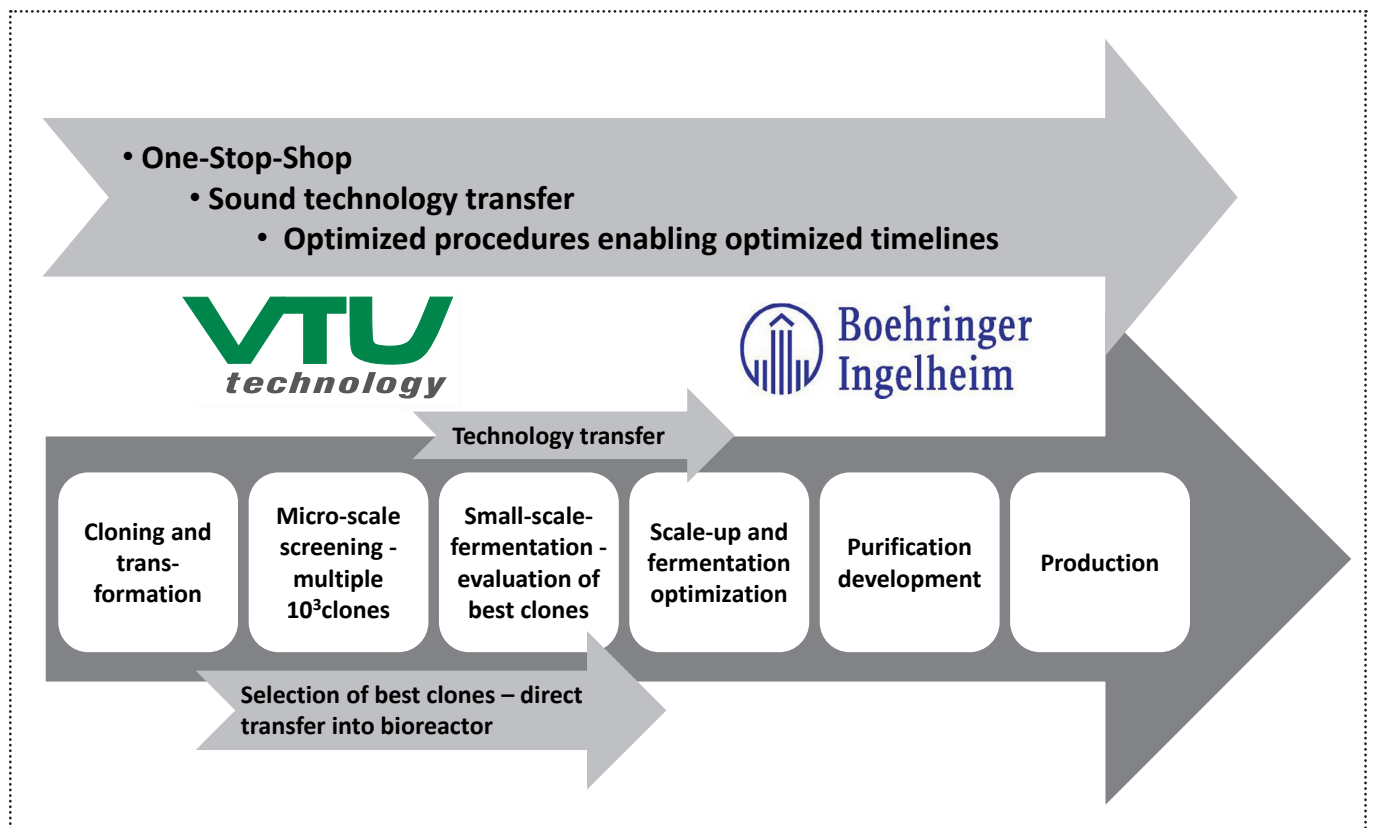 • One-Stop-Shop
• Sound technology transfer
• Optimized procedures enabling optimized timelines
VTU
technology
Boehringer
Ingelheim
Technology transfer
Cloning and
trans-
formation
Micro-scale
screening -
multiple
10³clones
Small-scale-
fermentation -
evaluation of
best clones
Scale-up and
fermentation
optimization
Purification
development
Production
Selection of best clones – direct
transfer into bioreactor